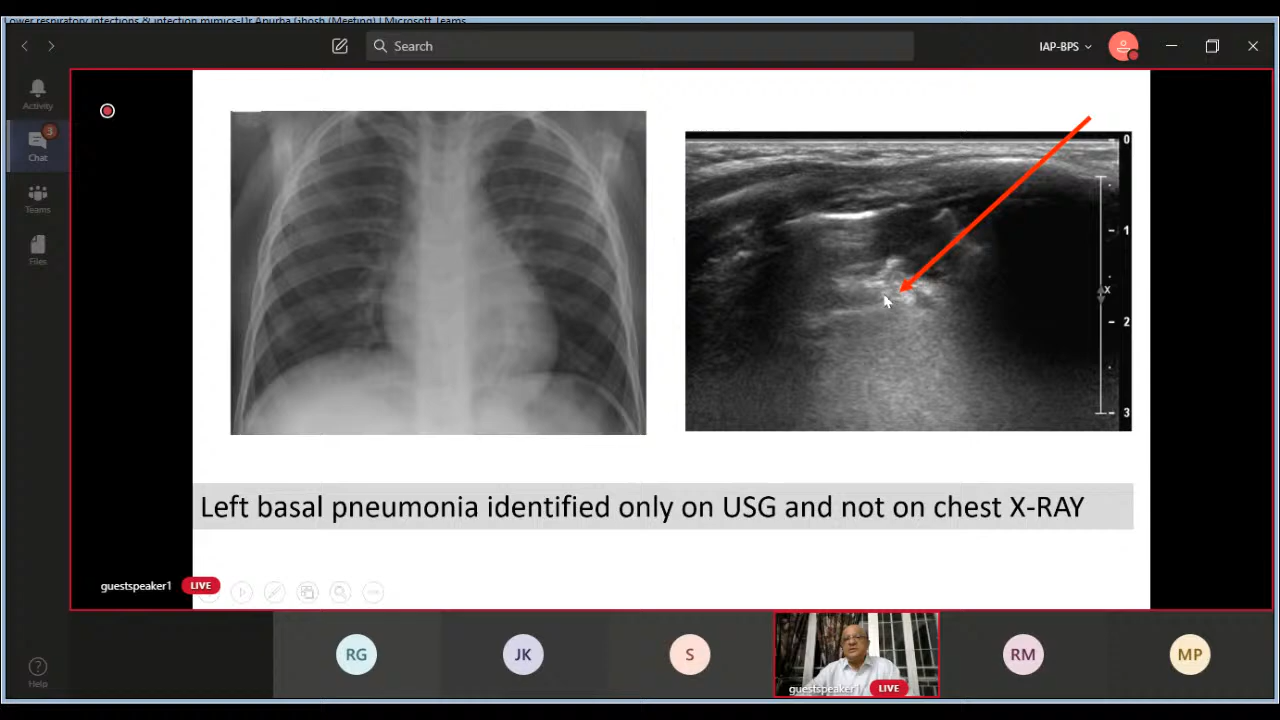 Lower respiratory infections & infection mimics-Dr Apurba Ghosh (Meeting) | Microsoft Teams
Search
IAP-BPS
Activity
3
Chat
Teams
Files
0
1
X
2
3
Left basal pneumonia identified only on USG and not on chest X-RAY
guestspeaker1 LIVE
RG
JK
S
guestspeaker1 LIVE
RM
MP
Help